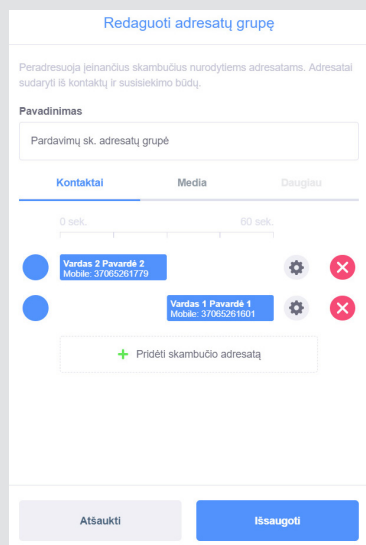 Redaguoti adresatų grupę
Peradresuoja įeinančius skambučius nurodytiems adresatams. Adresatai
sudaryti iš kontaktų ir susisiekimo būdų.
Pavadinimas
Pardavimų sk. adresatų grupė
Kontaktai Media Daugiau
0 sek. 60 sek.
Vardas 2 Pavardė 2
Mobile: 37065261779
Vardas 1 Pavardė 1
Mobile: 37065261601
+ Pridėti skambučio adresatą
Atšaukti Išsaugoti